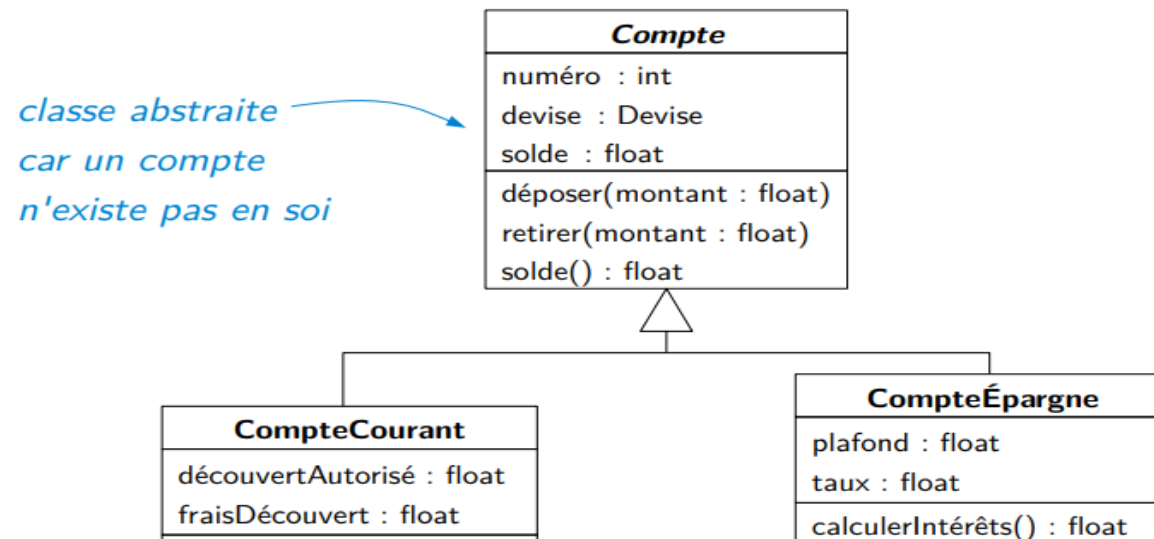 Compte
numéro : int
devise : Devise
solde : float
déposer(montant : float)
retirer(montant : float)
solde() : float
classe abstraite
car un compte
n'existe pas en soi
CompteCourant
découvertAutorisé : float
fraisDécouvert : float
CompteÉpargne
plafond : float
taux : float
calculerIntérêts() : float